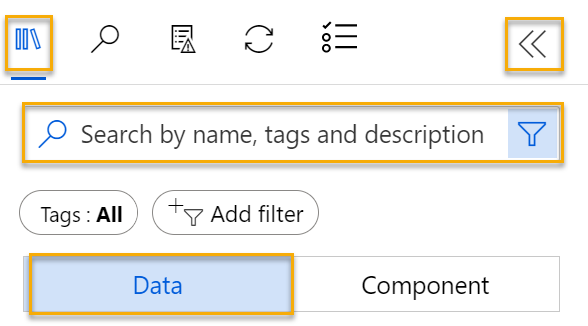 Search by name, tags and description
Tags : All
Add filter
Data
Component